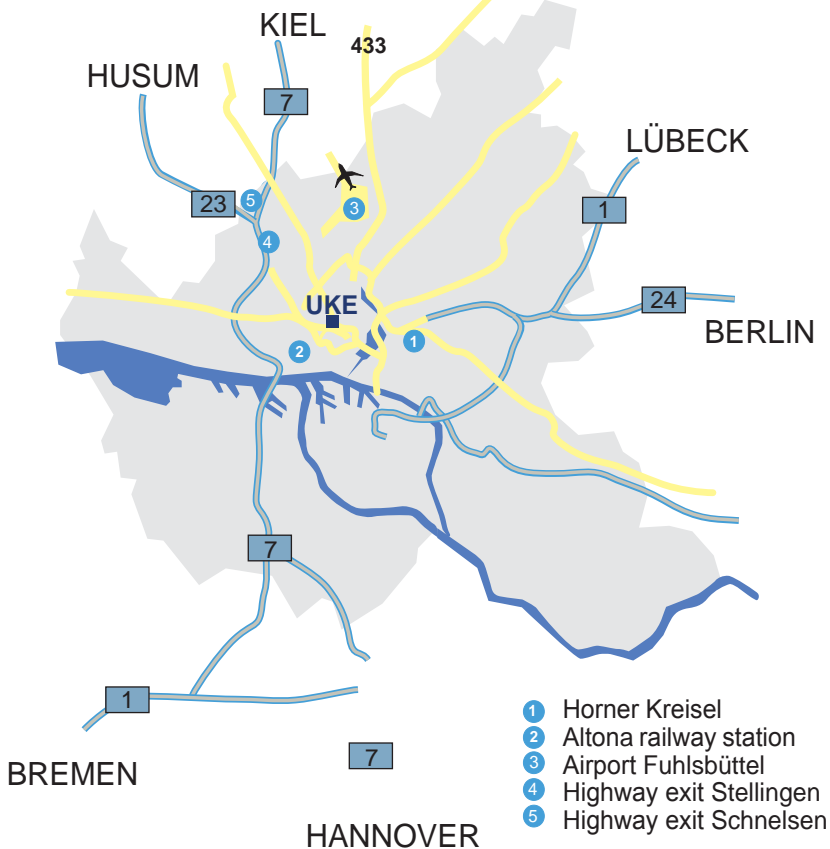 KIEL
433
HUSUM
7
LÜBECK
5
23
3
1
4
24
UKE
BERLIN
2
1
7
1
7
BREMEN
HANNOVER
1 Horner Kreisel
2 Altona railway station
3 Airport Fuhlsbüttel
4 Highway exit Stellingen
5 Highway exit Schnelsen